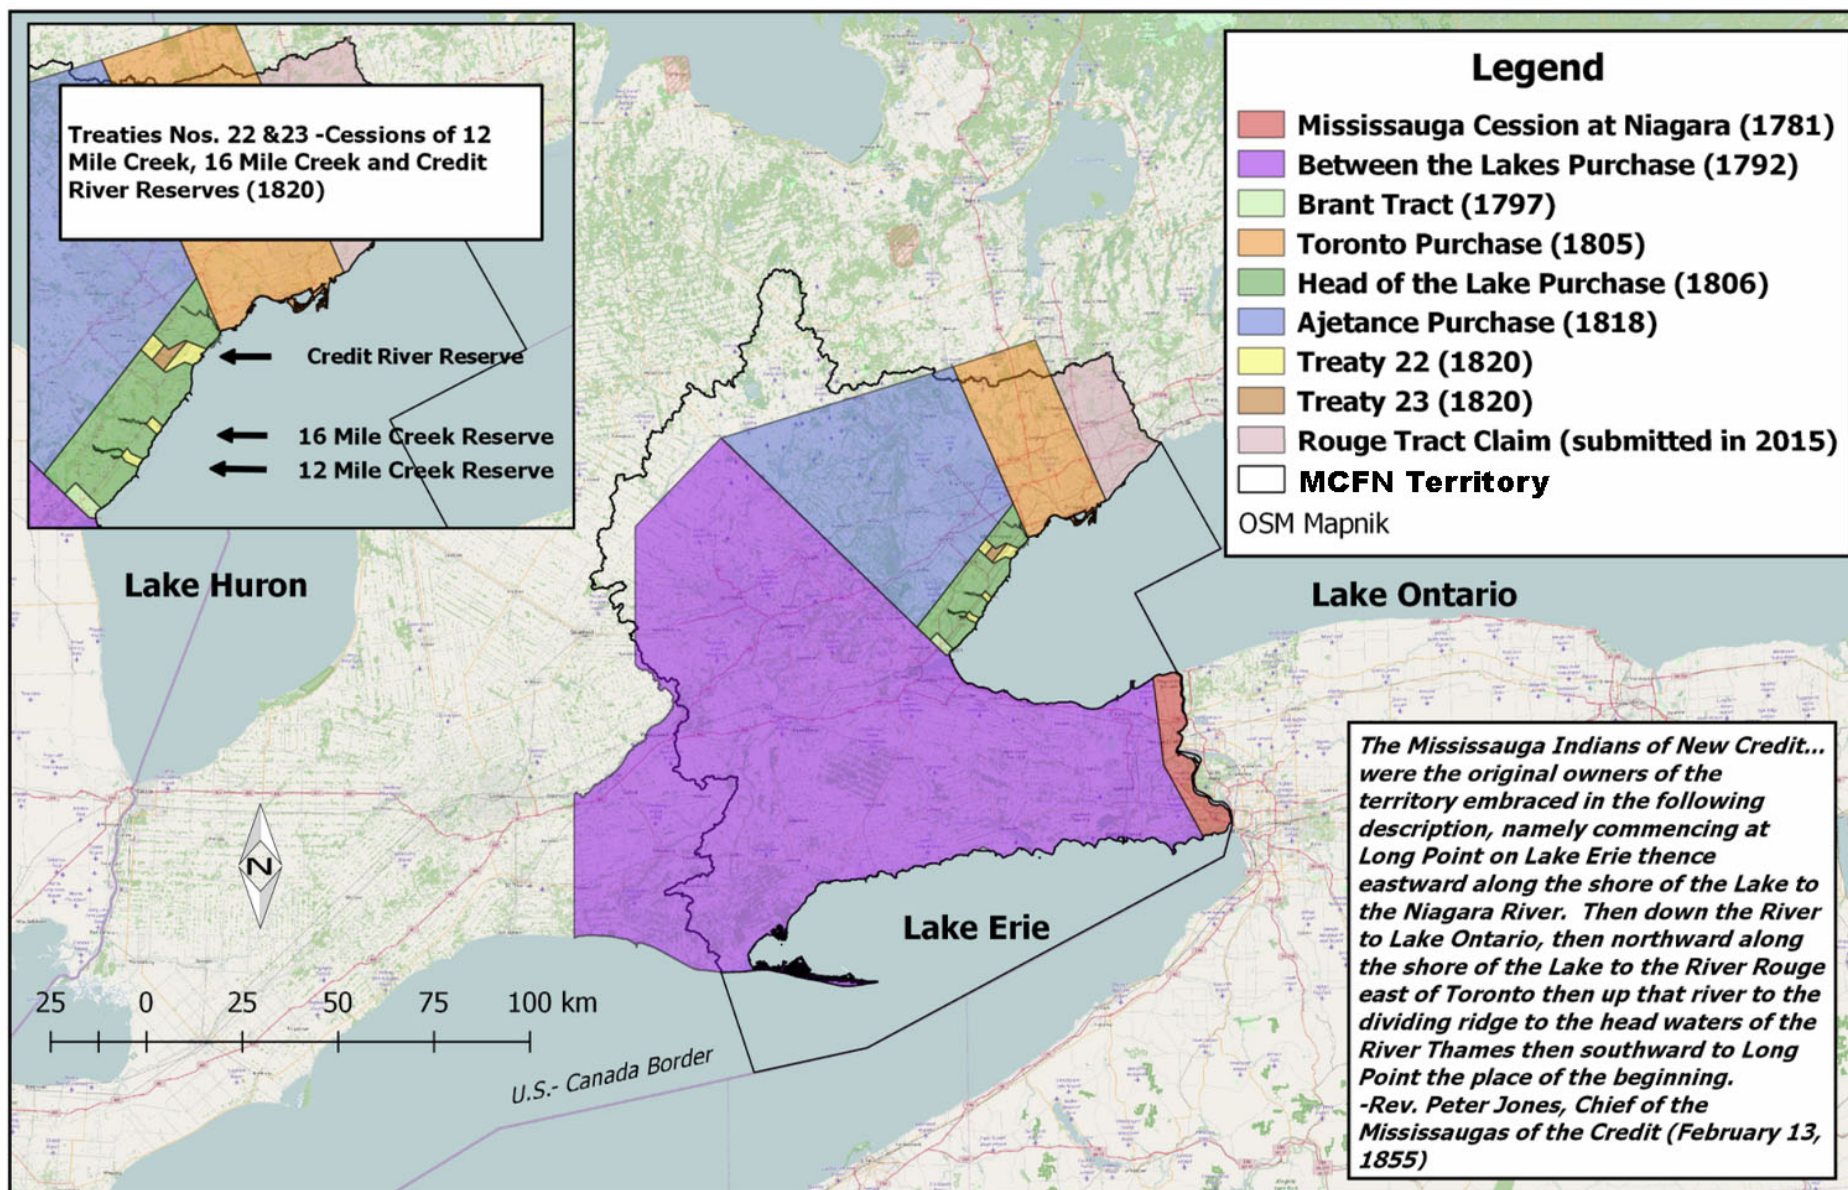 Treaties Nos. 22 &23 -Cessions of 12
Mile Creek, 16 Mile Creek and Credit
River Reserves (1820)
Credit River Reserve
16 Mile Creek Reserve
12 Mile Creek Reserve
Legend
Mississauga Cession at Niagara (1781)
Between the Lakes Purchase (1792)
Brant Tract (1797)
Toronto Purchase (1805)
Head of the Lake Purchase (1806)
Ajetance Purchase (1818)
Treaty 22 (1820)
Treaty 23 (1820)
Rouge Tract Claim (submitted in 2015)
MCFN Territory
OSM Mapnik
Lake Huron
Lake Ontario
Lake Erie
N
25 0 25 50 75 100 km
U.S.- Canada Border
The Mississauga Indians of New Credit...
were the original owners of the
territory embraced in the following
description, namely commencing at
Long Point on Lake Erie thence
eastward along the shore of the Lake to
the Niagara River. Then down the River
to Lake Ontario, then northward along
the shore of the Lake to the River Rouge
east of Toronto then up that river to the
dividing ridge to the head waters of the
River Thames then southward to Long
Point the place of the beginning.
-Rev. Peter Jones, Chief of the
Mississaugas of the Credit (February 13,
1855)